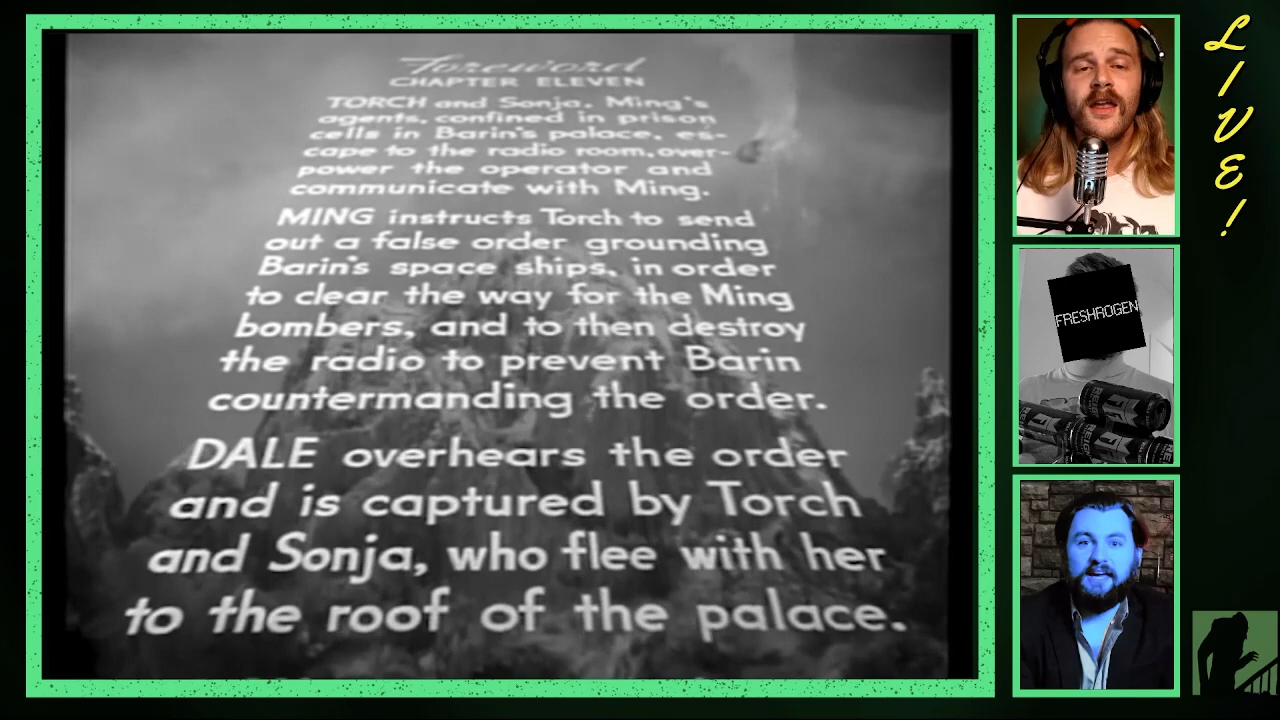 Foreword
CHAPTER ELEVEN
TORCH and Sonja, Ming's
agents, confined in prison
cells in Barin's palace, es-
cape to the radio room, over-
power the operator and
communicate with Ming.
MING instructs Torch to send
out a false order grounding
Barin's space ships, in order
to clear the way for the Ming
bombers, and to then destroy
the radio to prevent Barin
countermanding the order.
DALE overhears the order
and is captured by Torch
and Sonja, who flee with her
to the roof of the palace.
LIVE!
FRESHROGEN
REIGN